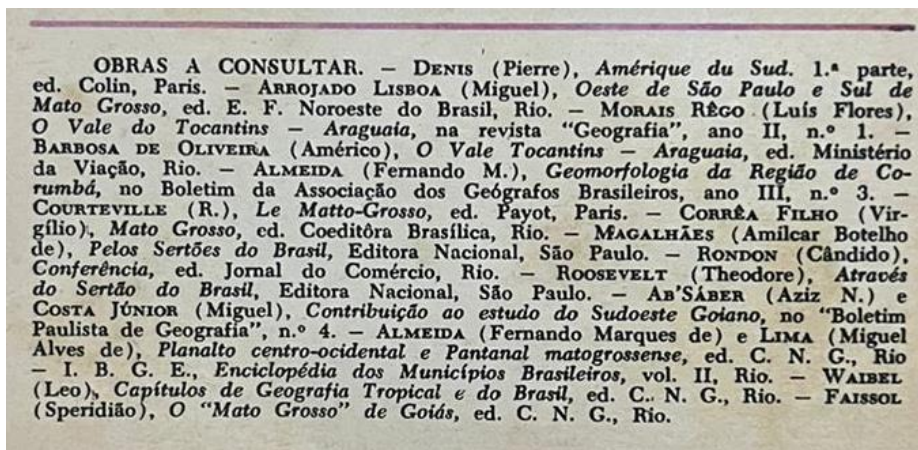 OBRAS A CONSULTAR. — DENIS (Pierre), Amérique du Sud. 1.ª parte,
ed. Colin, Paris. — ARROJADO LISBOA (Miguel), Oeste de São Paulo e Sul de
Mato Grosso, ed. E. F. Noroeste do Brasil, Rio. — MORAIS RÊGO (Luís Flores),
O Vale do Tocantins — Araguaia, na revista "Geografia", ano II, n.º 1. —
BARBOSA DE OLIVEIRA (Américo), O Vale Tocantins — Araguaia, ed. Ministério
da Viação, Rio. — ALMEIDA (Fernando M.), Geomorfologia da Região de Co-
rumbá, no Boletim da Associação dos Geógrafos Brasileiros, ano III, n.º 3. —
COURTEVILLE (R.), Le Matto-Grosso, ed. Payot, Paris. — CORRÊA FILHO (Vir-
gílio), Mato Grosso, ed. Coeditôra Brasílica, Rio. — MAGALHÃES (Amílcar Botelho
de), Pelos Sertões do Brasil, Editora Nacional, São Paulo. — RONDON (Cândido),
Conferência, ed. Jornal do Comércio, Rio. — ROOSEVELT (Theodore), Através
do Sertão do Brasil, Editora Nacional, São Paulo. — AB'SÁBER (Aziz N.) e
COSTA JÚNIOR (Miguel), Contribuição ao estudo do Sudoeste Goiano, no "Boletim
Paulista de Geografia", n.º 4. — ALMEIDA (Fernando Marques de) e LIMA (Miguel
Alves de), Planalto centro-ocidental e Pantanal matogrossense, ed. C. N. G., Rio
— I. B. G. E., Enciclopédia dos Municípios Brasileiros, vol. II, Rio. — WAIBEL
(Leo), Capítulos de Geografia Tropical e do Brasil, ed. C. N. G., Rio. — FAISSOL
(Speridião), O "Mato Grosso" de Goiás, ed. C. N. G., Rio.